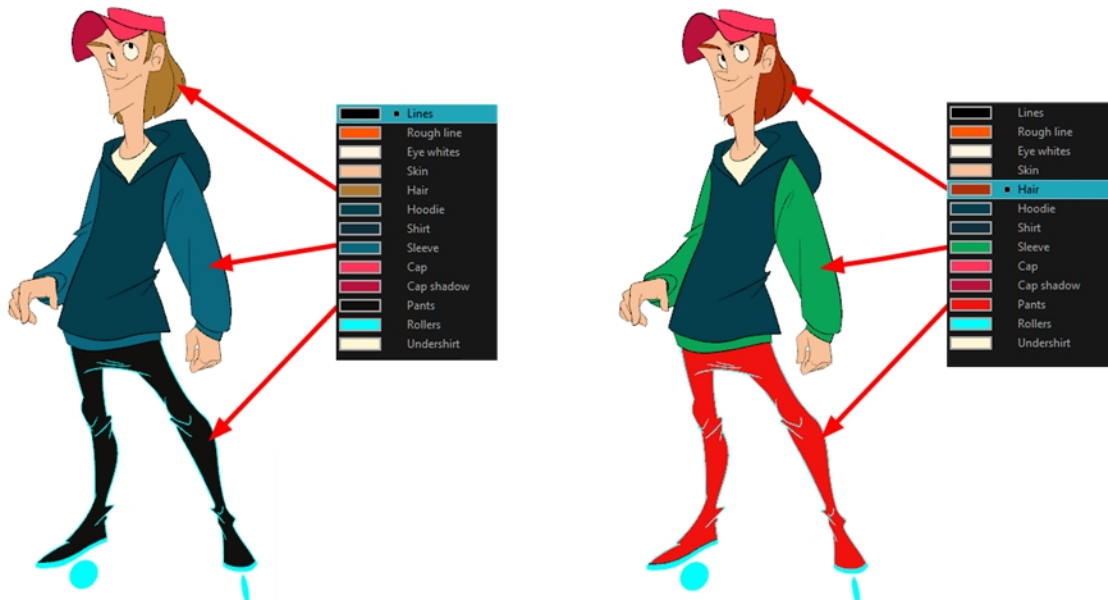 Lines
Rough line
Eye whites
Skin
Hair
Hoodie
Shirt
Sleeve
Cap
Cap shadow
Pants
Rollers
Undershirt
Lines
Rough line
Eye whites
Skin
Hair
Hoodie
Shirt
Sleeve
Cap
Cap shadow
Pants
Rollers
Undershirt